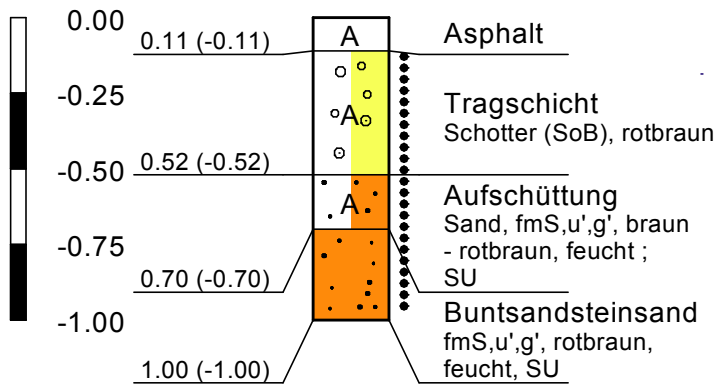 0.00
-0.25
-0.50
-0.75
-1.00
0.11 (-0.11)
0.52 (-0.52)
0.70 (-0.70)
1.00 (-1.00)
A
A
A
Asphalt
Tragschicht
Schotter (SoB), rotbraun
Aufschüttung
Sand, fmS,u',g', braun
- rotbraun, feucht ;
SU
Buntsandsteinsand
fmS,u',g', rotbraun,
feucht, SU